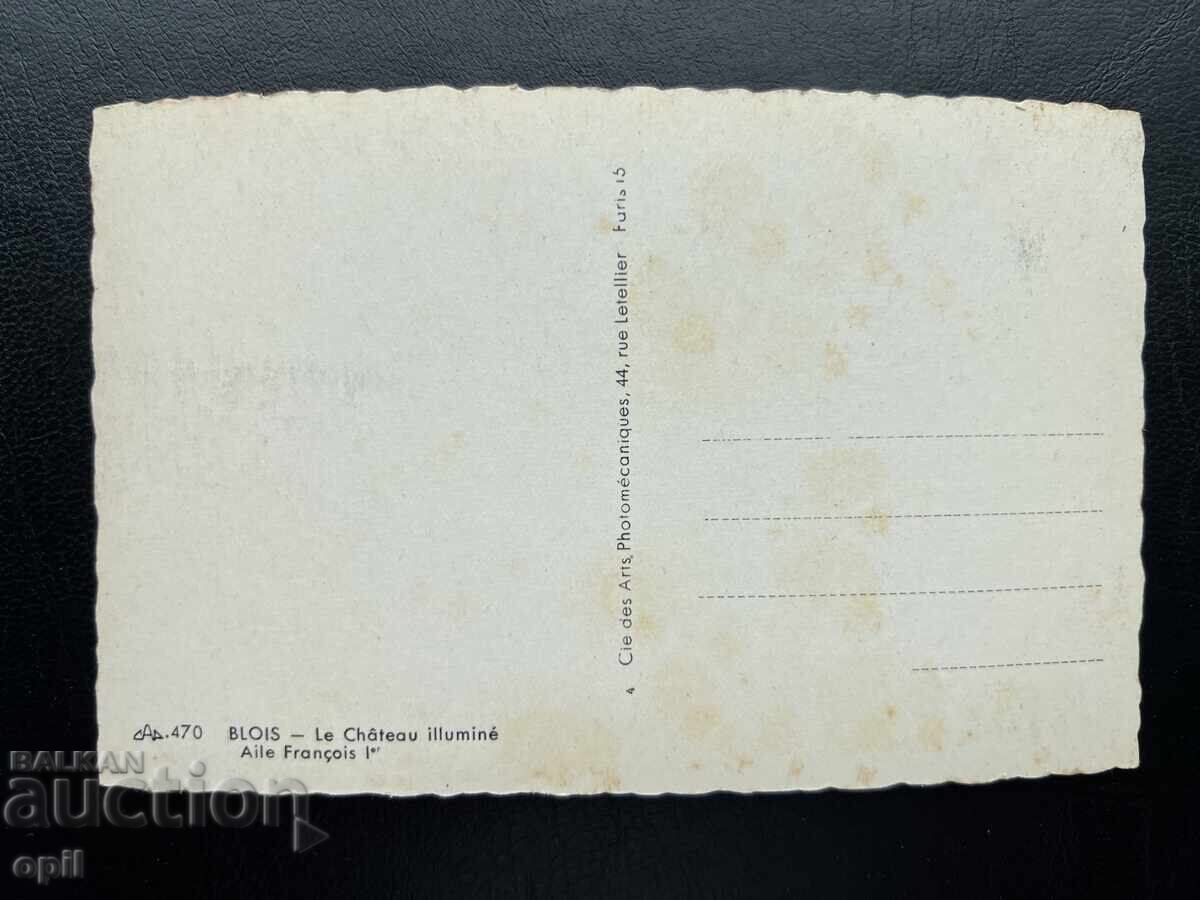 Cie des Arts Photomécaniques, 44, rue Letellier Paris 15
4
CAP.470 BLOIS — Le Château illuminé
Aile François Iᵉʳ
BALKAN
auction
opil